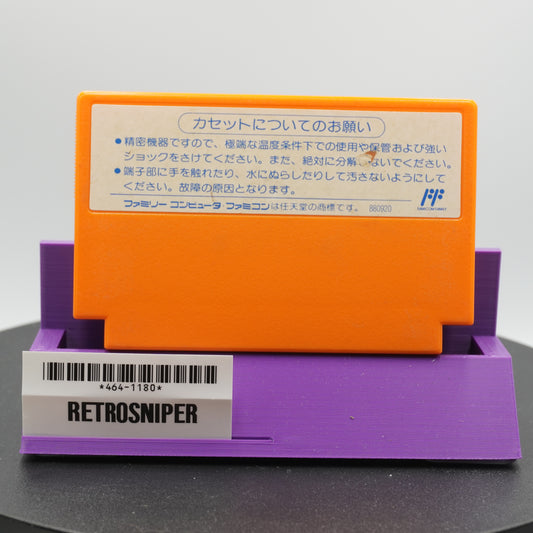 カセットについてのお願い
●精密機器ですので、極端な温度条件下での使用や保管および強い
ショックをさけてください。また、絶対に分解 ないでください。
●端子部に手を触れたり、水にぬらしたりして汚さないようにして
ください。故障の原因となります。
ファミリー コンピュータ・ファミコンは任天堂の商標です。 880920
FF
*464-1180*
RETROSNIPER